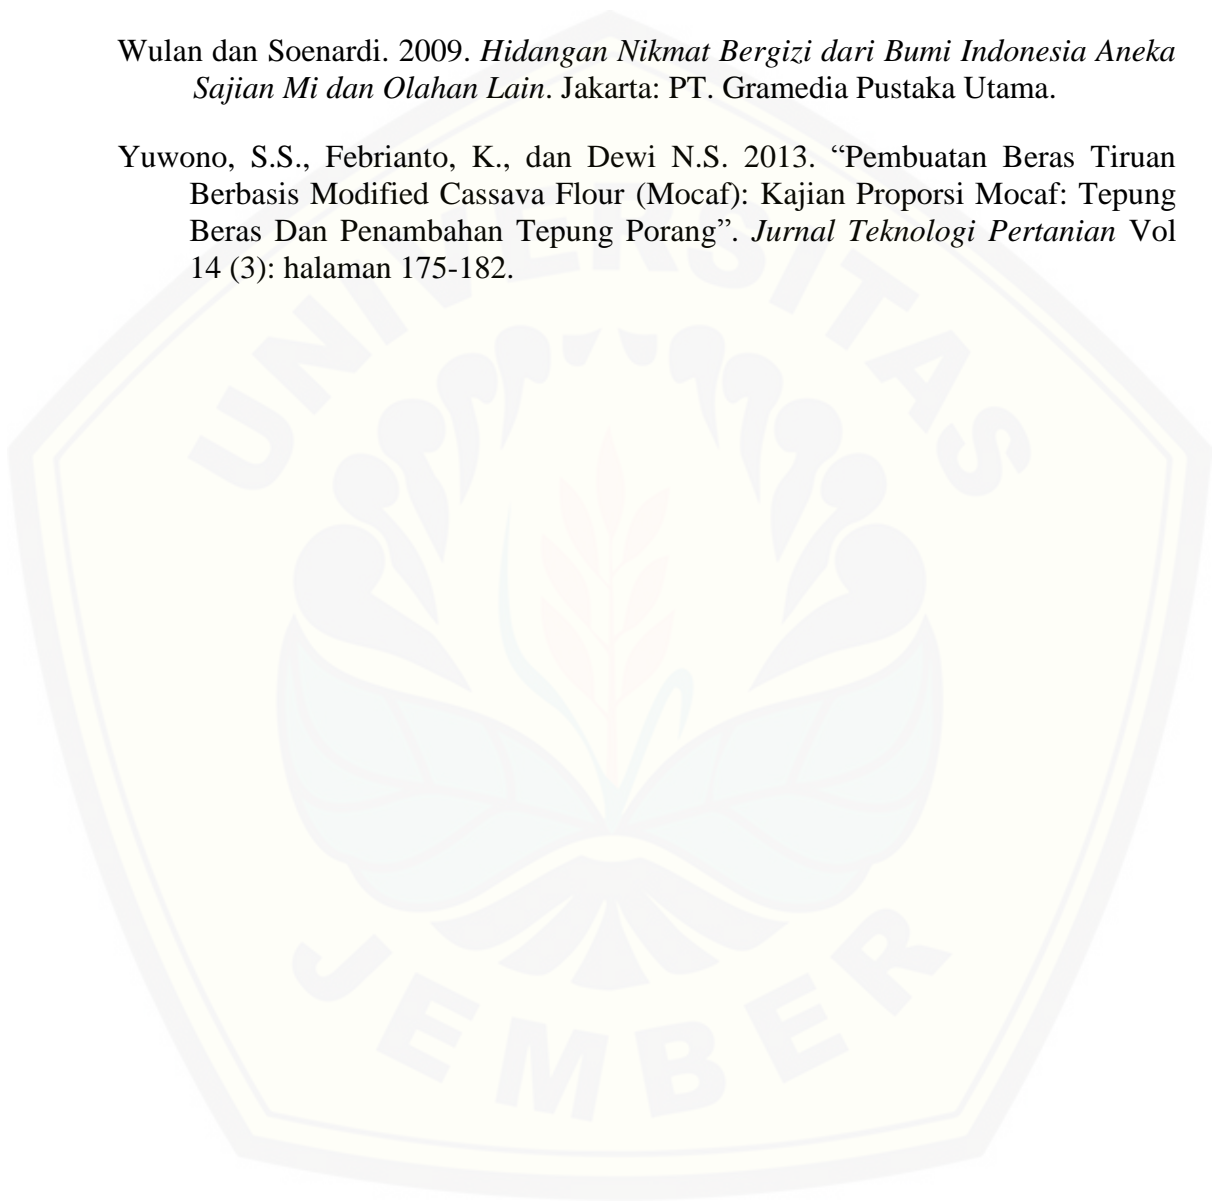 Wulan dan Soenardi. 2009. Hidangan Nikmat Bergizi dari Bumi Indonesia Aneka
Sajian Mi dan Olahan Lain. Jakarta: PT. Gramedia Pustaka Utama.
Yuwono, S.S., Febrianto, K., dan Dewi N.S. 2013. “Pembuatan Beras Tiruan
Berbasis Modified Cassava Flour (Mocaf): Kajian Proporsi Mocaf: Tepung
Beras Dan Penambahan Tepung Porang”. Jurnal Teknologi Pertanian Vol
14 (3): halaman 175-182.
UNIVERSITAS
JEMBER